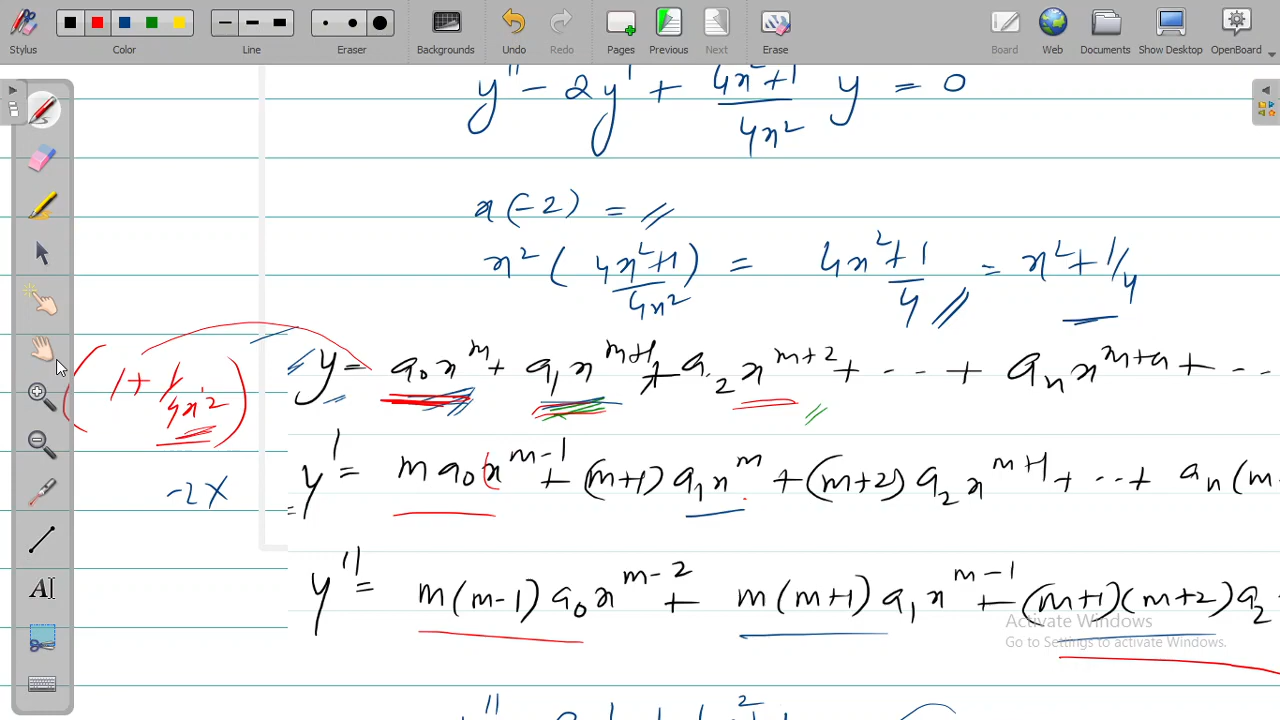 Stylus Color Line Eraser Backgrounds Undo Redo Pages Previous Next Erase Board Web Documents Show Desktop OpenBoard
y'' - 2y' + (4x²+1)/(4x²) y = 0
x(-2) =
x² ( (4x²+1)/(4x²) ) = (4x²+1)/4 = x² + 1/4
y = a₀x^m + a₁x^(m+1) + a₂x^(m+2) + ... + aₙx^(m+n) + ...
(1 + 1/(4x²))
y' = m a₀x^(m-1) + (m+1) a₁x^m + (m+2) a₂x^(m+1) + ... + aₙ(m
-2X
y'' = m(m-1) a₀x^(m-2) + m(m+1) a₁x^(m-1) + (m+1)(m+2) a₂
Activate Windows
Go to Settings to activate Windows.